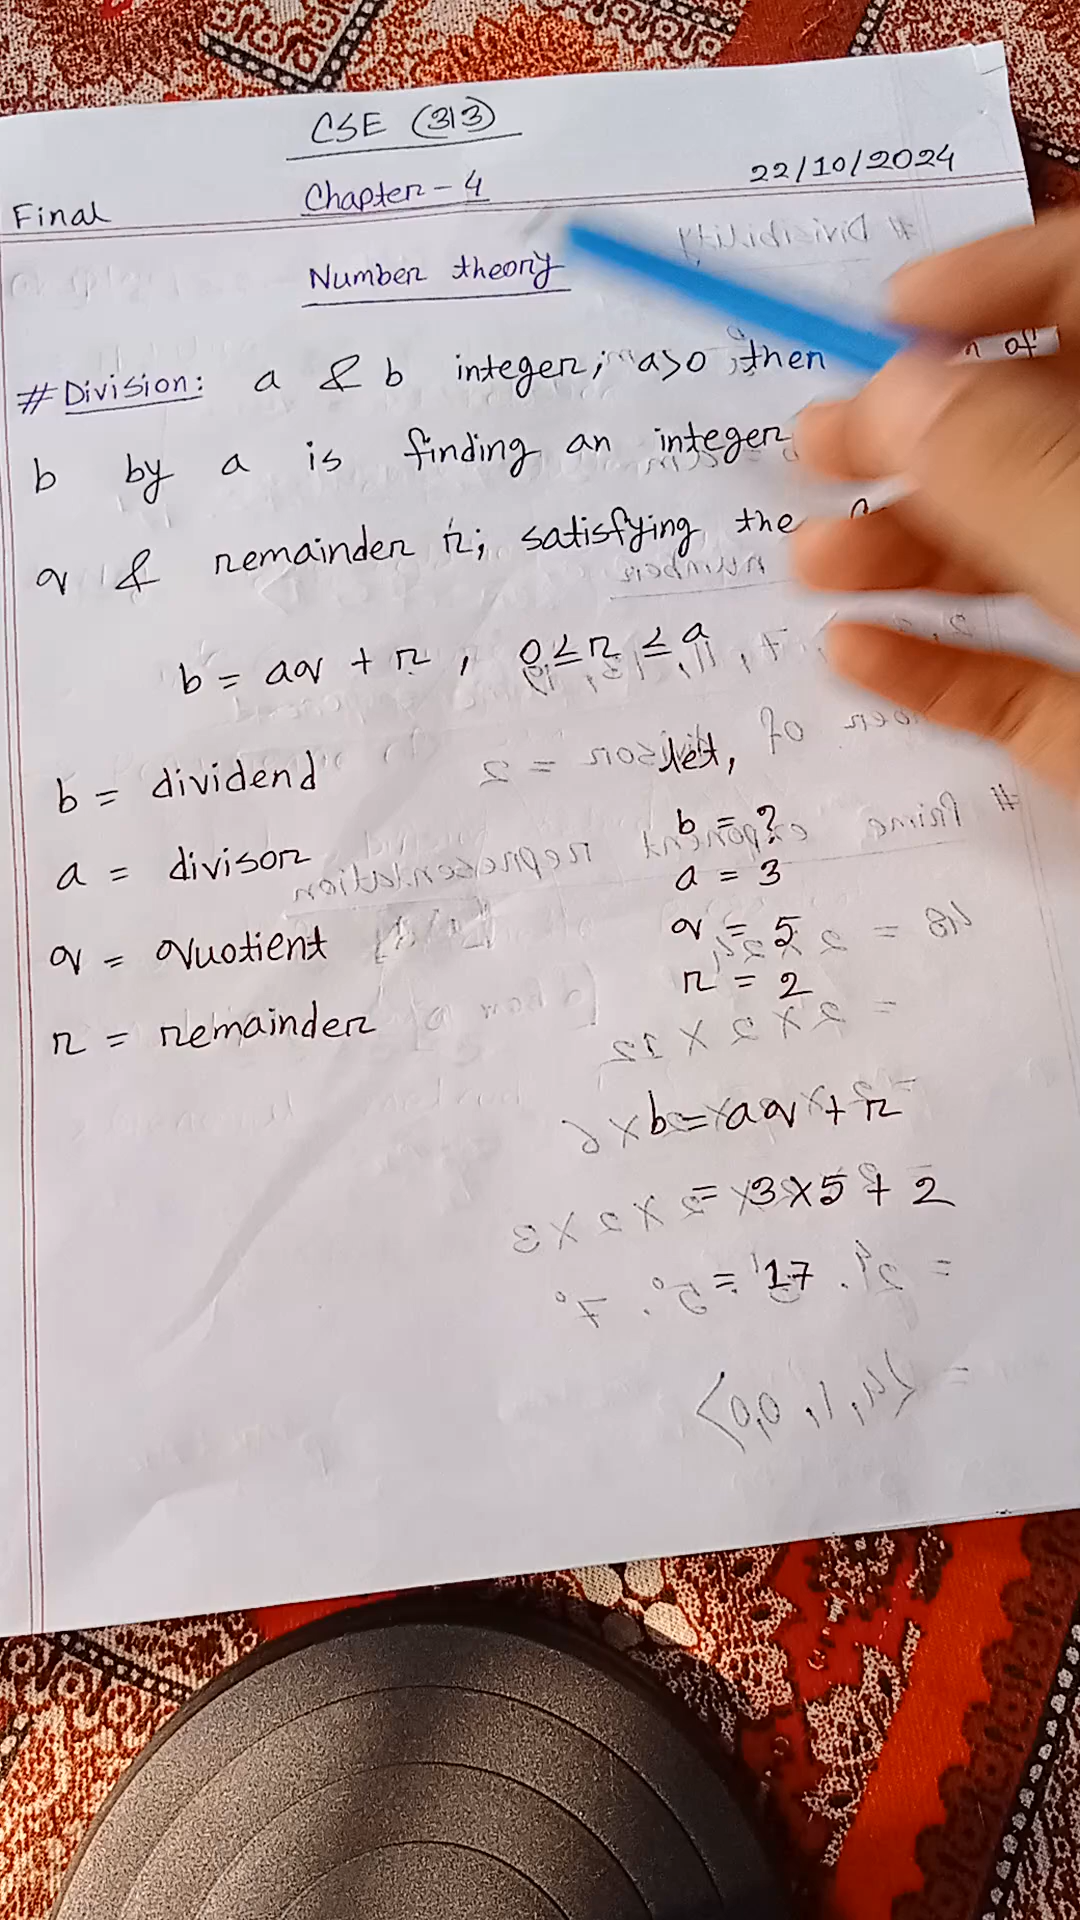 CSE (313)
Final Chapter-4 22/10/2024
Number theory
# Division: a & b integer; a>0 then of
b by a is finding an integer
q & remainder r; satisfying the
b = aq + r, 0 ≤ r ≤ a
b = dividend let,
b = ?
a = divisor a = 3
q = quotient q = 5
r = remainder r = 2
b = aq + r
= 3×5 + 2
= 17